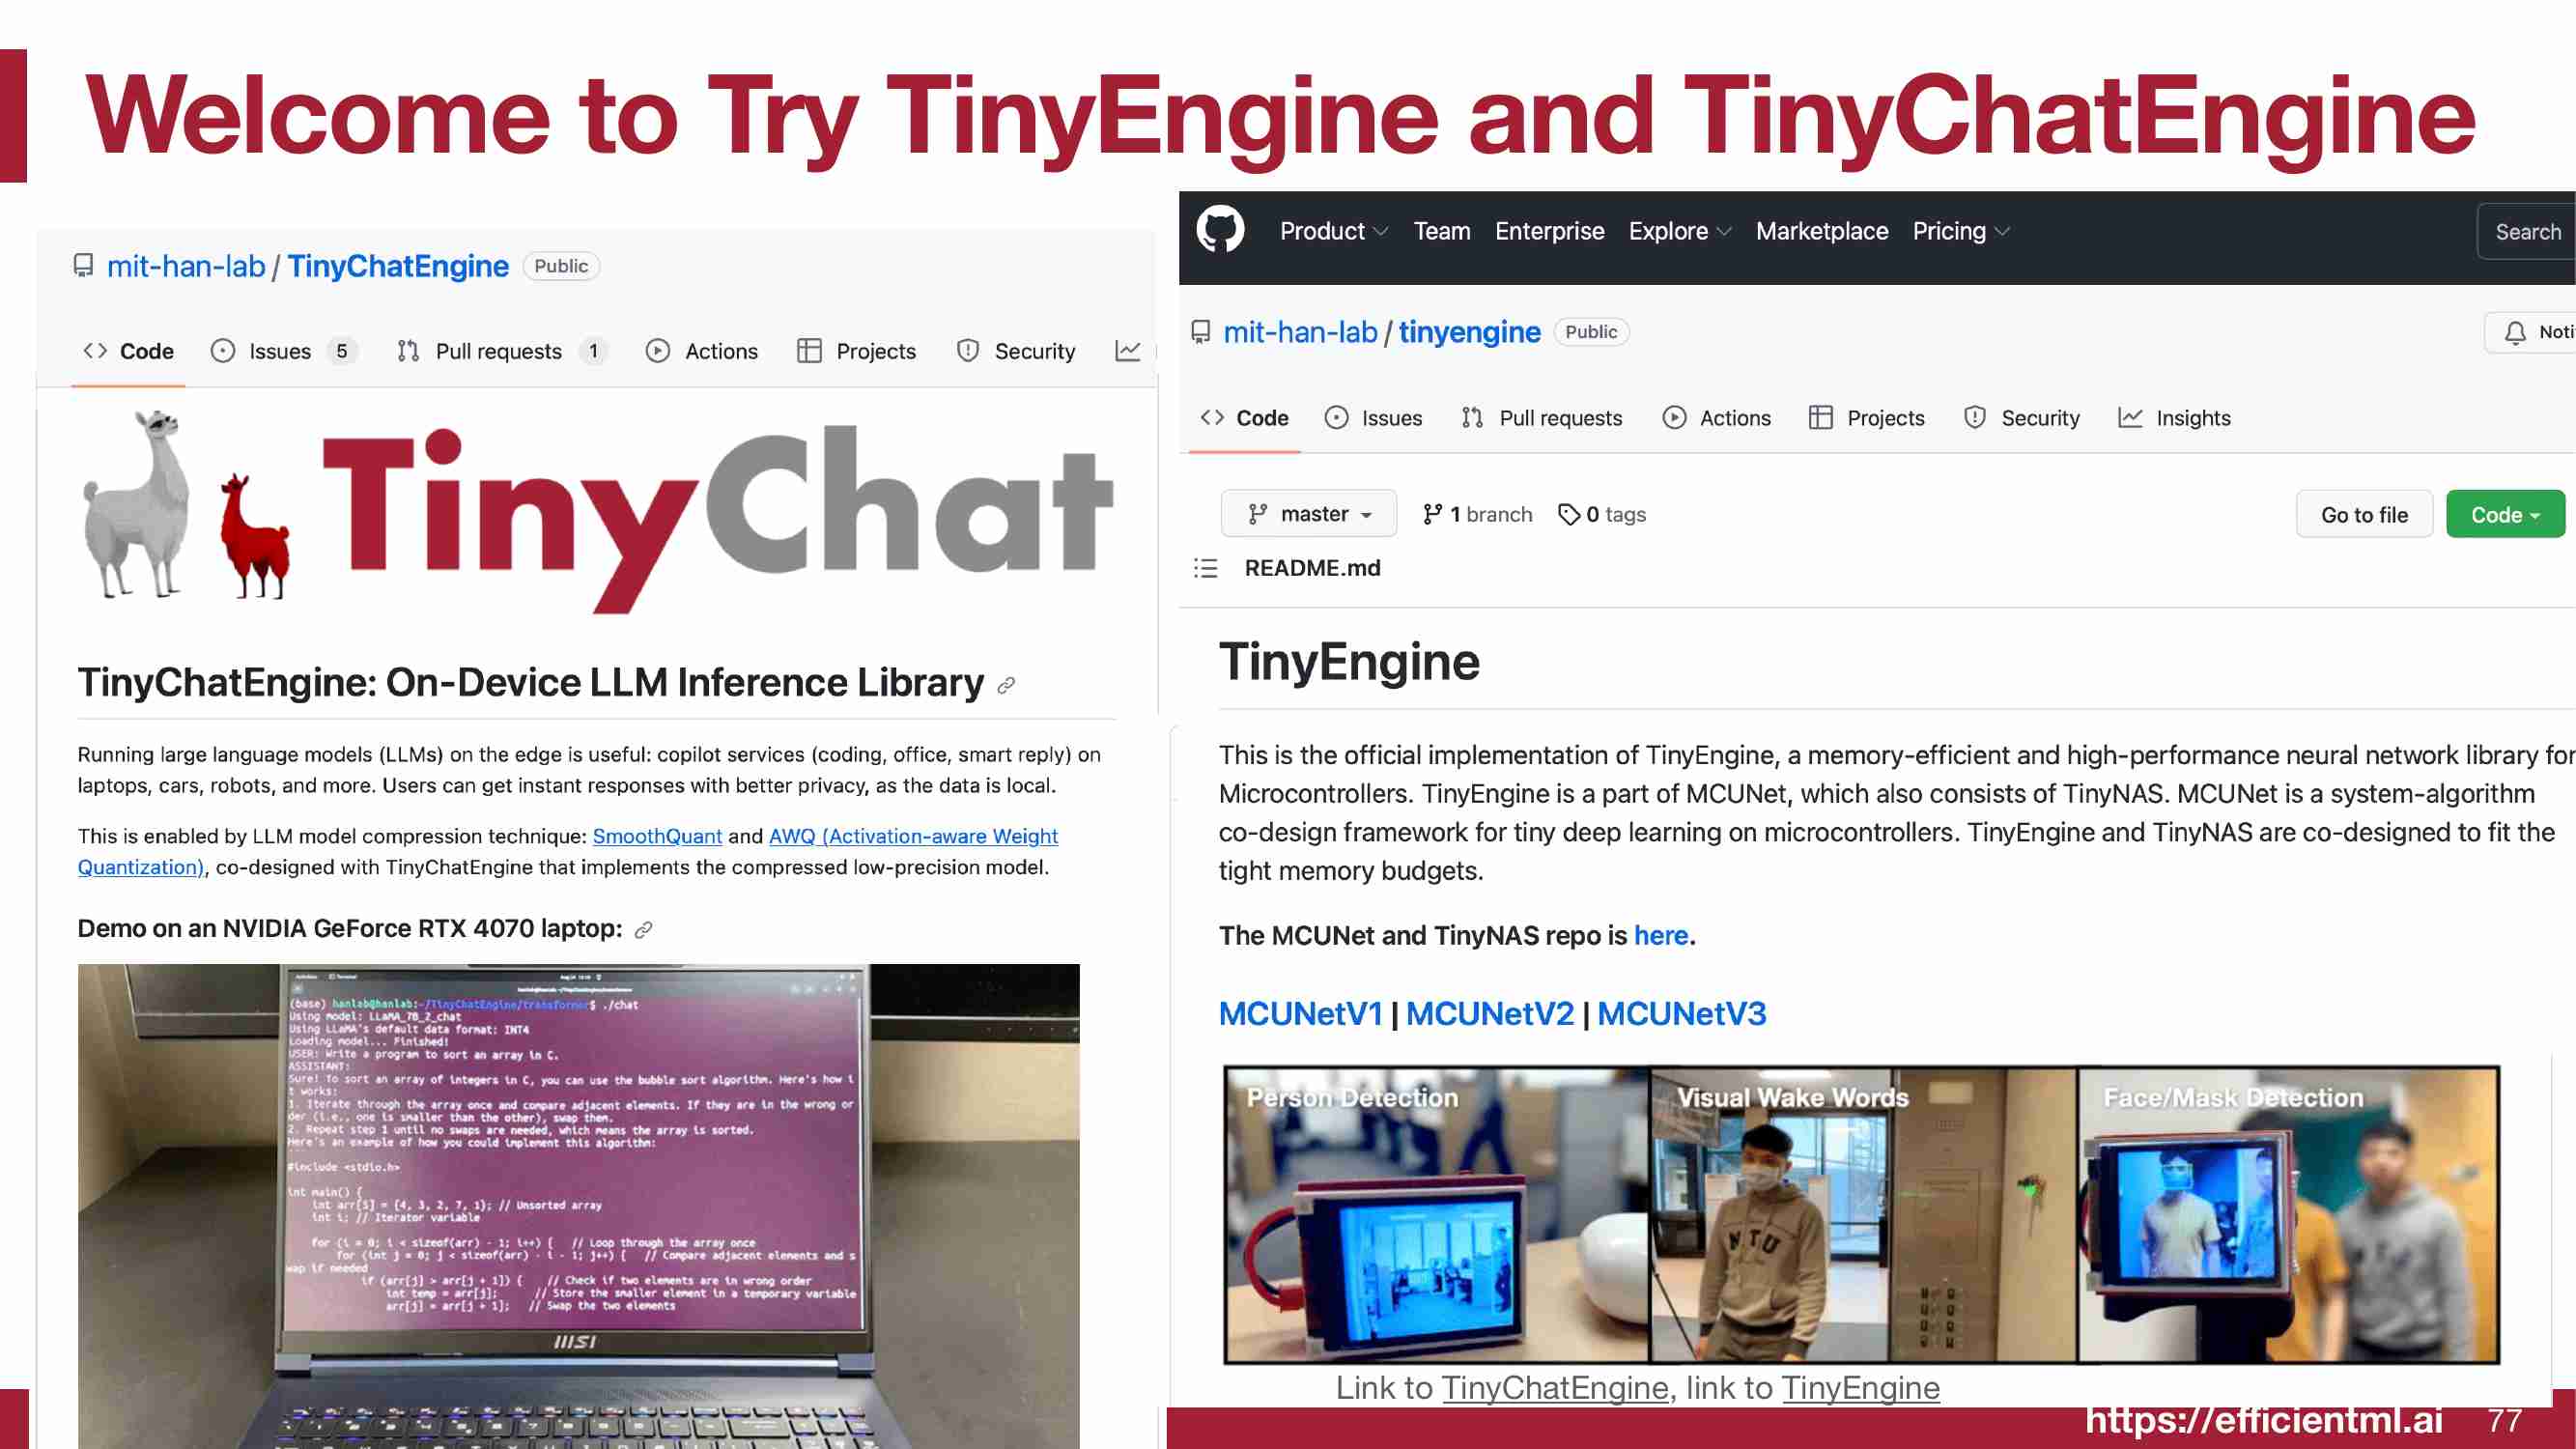 Welcome to Try TinyEngine and TinyChatEngine
mit-han-lab / TinyChatEngine Public
Code Issues 5 Pull requests 1 Actions Projects Security
TinyChat
TinyChatEngine: On-Device LLM Inference Library
Running large language models (LLMs) on the edge is useful: copilot services (coding, office, smart reply) on
laptops, cars, robots, and more. Users can get instant responses with better privacy, as the data is local.
This is enabled by LLM model compression technique: SmoothQuant and AWQ (Activation-aware Weight
Quantization), co-designed with TinyChatEngine that implements the compressed low-precision model.
Demo on an NVIDIA GeForce RTX 4070 laptop:
(base) hanlab@hanlab:~/TinyChatEngine/transformer$ ./chat
Using model: LLaMA_7B_2_chat
Using LLaMA's default data format: INT4
Loading model... Finished!
USER: Write a program to sort an array in C.
ASSISTANT:
Sure! To sort an array of integers in C, you can use the bubble sort algorithm. Here's how i
t works:
1. Iterate through the array once and compare adjacent elements. If they are in the wrong or
der (i.e., one is smaller than the other), swap them.
2. Repeat step 1 until no swaps are needed, which means the array is sorted.
Here's an example of how you could implement this algorithm:
#include <stdio.h>
int main() {
int arr[5] = {4, 3, 2, 7, 1}; // Unsorted array
int i; // Iterator variable
for (i = 0; i < sizeof(arr) - 1; i++) { // Loop through the array once
for (int j = 0; j < sizeof(arr) - i - 1; j++) { // Compare adjacent elements and s
wap if needed
if (arr[j] > arr[j + 1]) { // Check if two elements are in wrong order
int temp = arr[j]; // Store the smaller element in a temporary variable
arr[j] = arr[j + 1]; // Swap the two elements
msi
Product Team Enterprise Explore Marketplace Pricing Search
mit-han-lab / tinyengine Public Noti
Code Issues Pull requests Actions Projects Security Insights
master 1 branch 0 tags Go to file Code
README.md
TinyEngine
This is the official implementation of TinyEngine, a memory-efficient and high-performance neural network library for
Microcontrollers. TinyEngine is a part of MCUNet, which also consists of TinyNAS. MCUNet is a system-algorithm
co-design framework for tiny deep learning on microcontrollers. TinyEngine and TinyNAS are co-designed to fit the
tight memory budgets.
The MCUNet and TinyNAS repo is here.
MCUNetV1 | MCUNetV2 | MCUNetV3
Person Detection Visual Wake Words Face/Mask Detection
NTU
Link to TinyChatEngine, link to TinyEngine
https://efficientml.ai 77